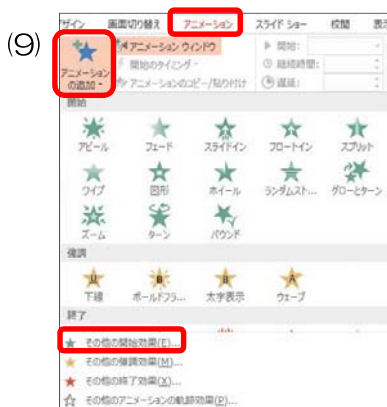 (9)
デザイン 画面切り替え アニメーション スライド ショー 校閲
アニメーションの追加
アニメーション ウィンドウ
開始のタイミング
アニメーションのコピー/貼り付け
開始:
継続時間:
遅延:
開始
アピール フェード スライドイン フロートイン スプリット
ワイプ 図形 ホイール ランダムスト... グローとターン
ズーム ターン バウンド
強調
下線 ボールドフラ... 太字表示 ウェーブ
終了
その他の開始効果(E)...
その他の強調効果(M)...
その他の終了効果(X)...
その他のアニメーションの軌跡効果(P)...